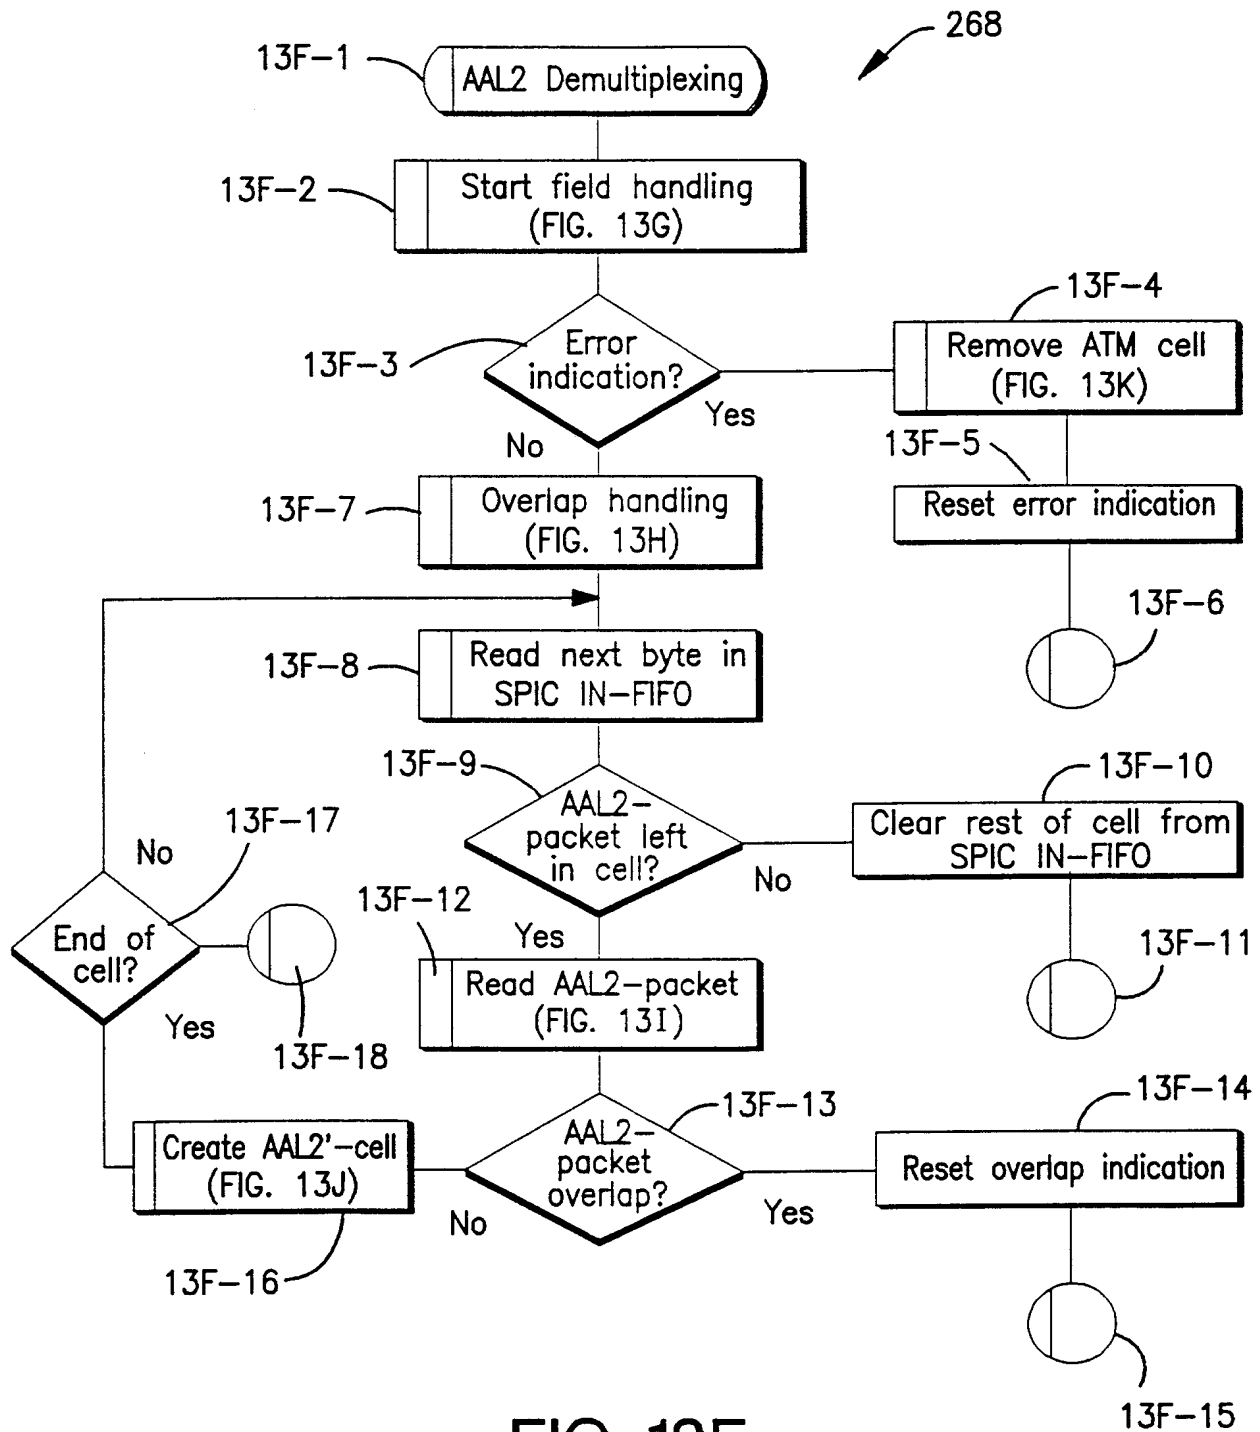 268
13F-1
AAL2 Demultiplexing
13F-2
Start field handling
(FIG. 13G)
13F-3
Error
indication?
Yes
No
13F-4
Remove ATM cell
(FIG. 13K)
13F-5
Reset error indication
13F-6
13F-7
Overlap handling
(FIG. 13H)
13F-8
Read next byte in
SPIC IN-FIFO
13F-9
AAL2-
packet left
in cell?
No
Yes
13F-10
Clear rest of cell from
SPIC IN-FIFO
13F-11
13F-12
Read AAL2-packet
(FIG. 13I)
13F-13
AAL2-
packet
overlap?
Yes
No
13F-14
Reset overlap indication
13F-15
Create AAL2'-cell
(FIG. 13J)
13F-16
13F-17
No
End of
cell?
Yes
13F-18
FIG. 13F